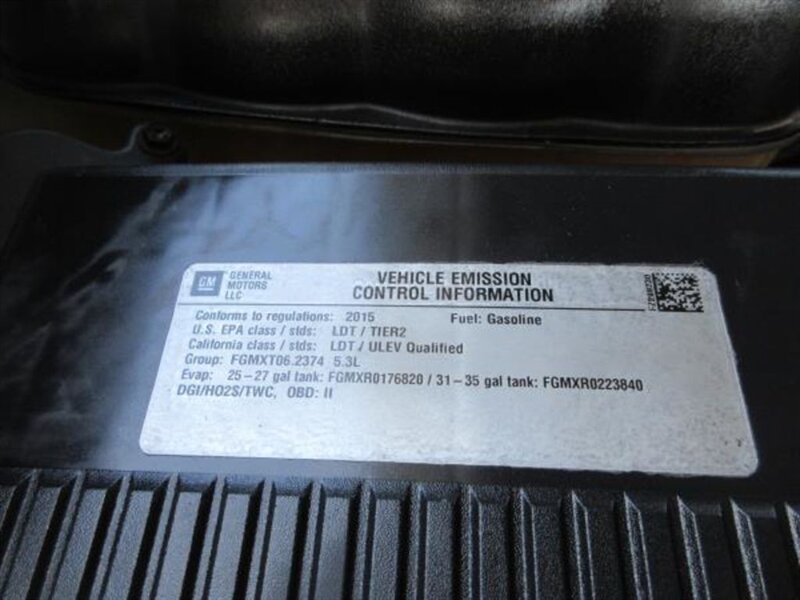 GM
GENERAL
MOTORS
LLC
VEHICLE EMISSION
CONTROL INFORMATION
Conforms to regulations: 2015 Fuel: Gasoline
U.S. EPA class / stds: LDT / TIER2
California class / stds: LDT / ULEV Qualified
Group: FGMXT06.2374 5.3L
Evap: 25-27 gal tank: FGMXR0176820 / 31-35 gal tank: FGMXR0223840
DGI/HO2S/TWC, OBD: II